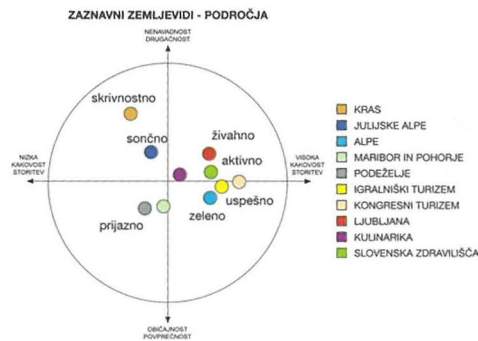 ZAZNAVNI ZEMLJEVIDI - PODROČJA
NENAVADNOST
DRUGAČNOST
skrivnostno
sončno
živahno
aktivno
NIZKA
KAKOVOST
STORITEV
VISOKA
KAKOVOST
STORITEV
uspešno
zeleno
prijazno
OBIČAJNOST
POVPREČNOST
KRAS
JULIJSKE ALPE
ALPE
MARIBOR IN POHORJE
PODEŽELJE
IGRALNIŠKI TURIZEM
KONGRESNI TURIZEM
LJUBLJANA
KULINARIKA
SLOVENSKA ZDRAVILIŠČA